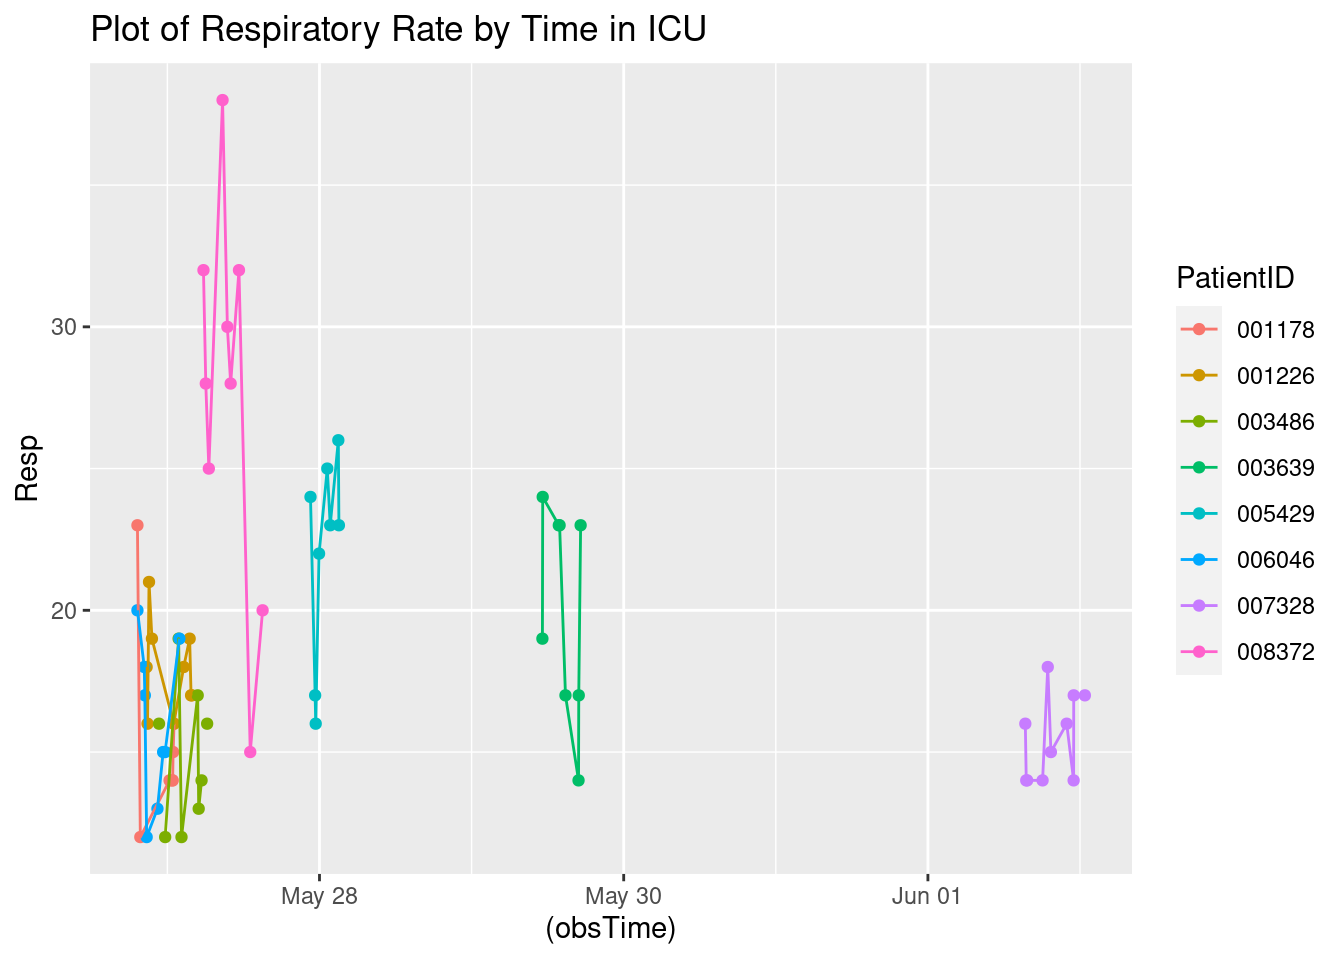 Plot of Respiratory Rate by Time in ICU
Resp
30
20
May 28
May 30
Jun 01
(obsTime)
PatientID
001178
001226
003486
003639
005429
006046
007328
008372